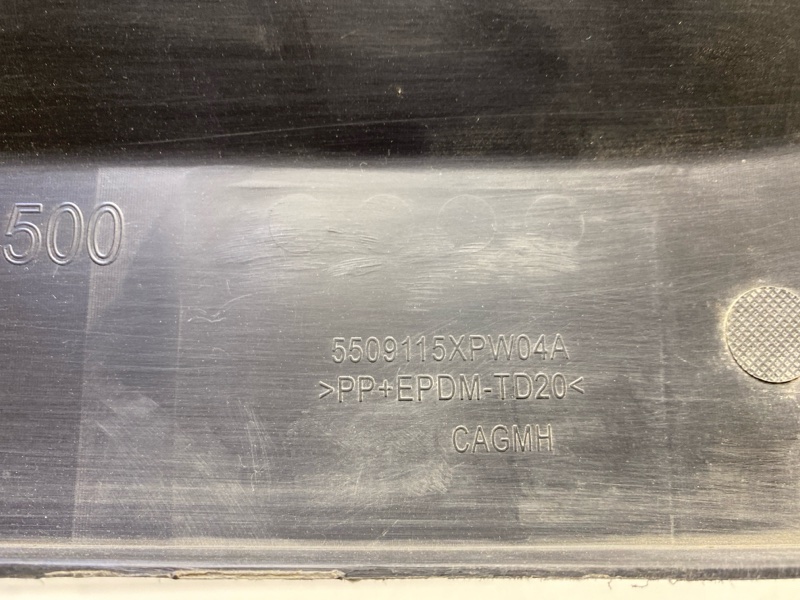 500
5509115XPW04A
>PP+EPDM-TD20<
CAGMH